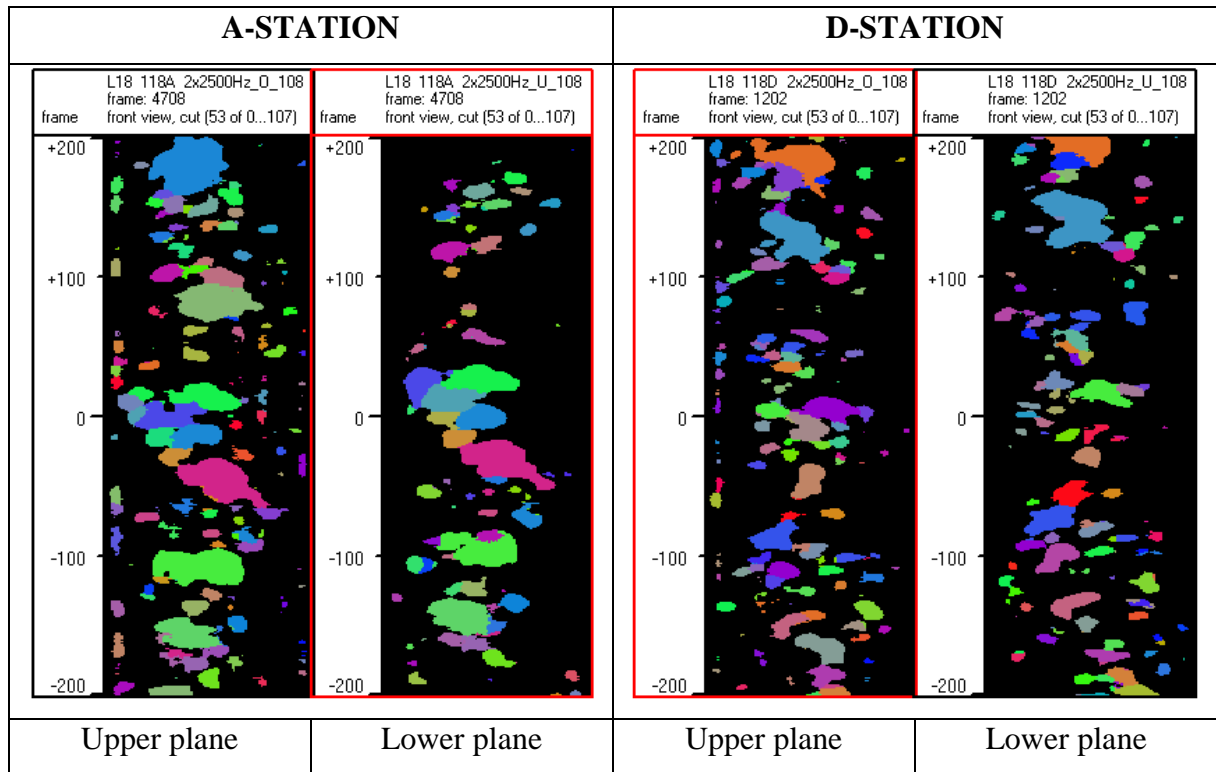 A-STATION
D-STATION
L18 118A 2x2500Hz_O_108
frame: 4708
frame front view, cut (53 of 0...107)
+200
+100
0
-100
-200
L18 118A 2x2500Hz_U_108
frame: 4708
frame front view, cut (53 of 0...107)
+200
+100
0
-100
-200
L18 118D 2x2500Hz_O_108
frame: 1202
frame front view, cut (53 of 0...107)
+200
+100
0
-100
-200
L18 118D 2x2500Hz_U_108
frame: 1202
frame front view, cut (53 of 0...107)
+200
+100
0
-100
-200
Upper plane
Lower plane
Upper plane
Lower plane